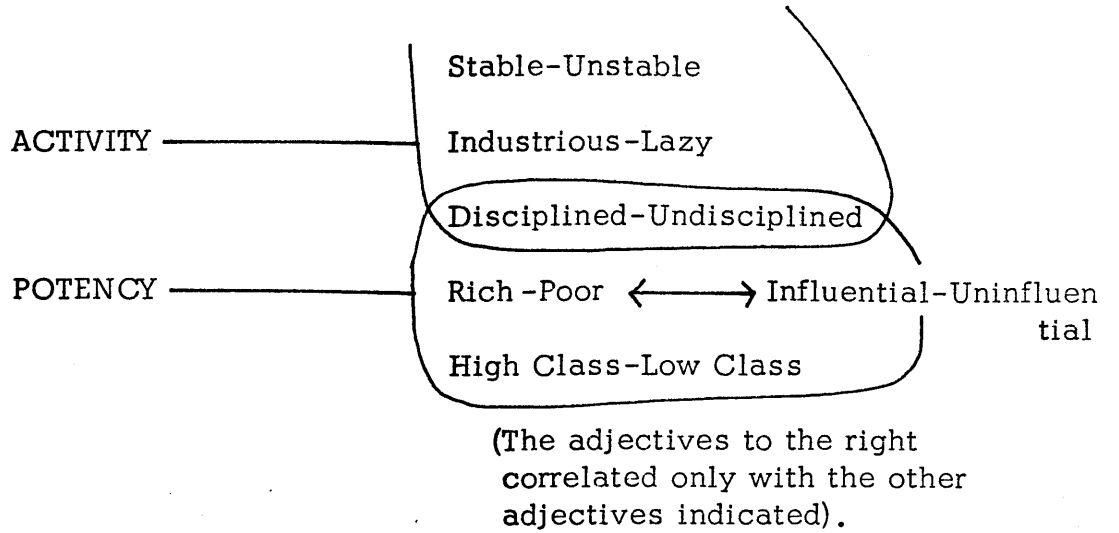 Stable-Unstable
ACTIVITY Industrious-Lazy
Disciplined-Undisciplined
POTENCY Rich-Poor Influential-Uninfluen
tial
High Class-Low Class
(The adjectives to the right
correlated only with the other
adjectives indicated).